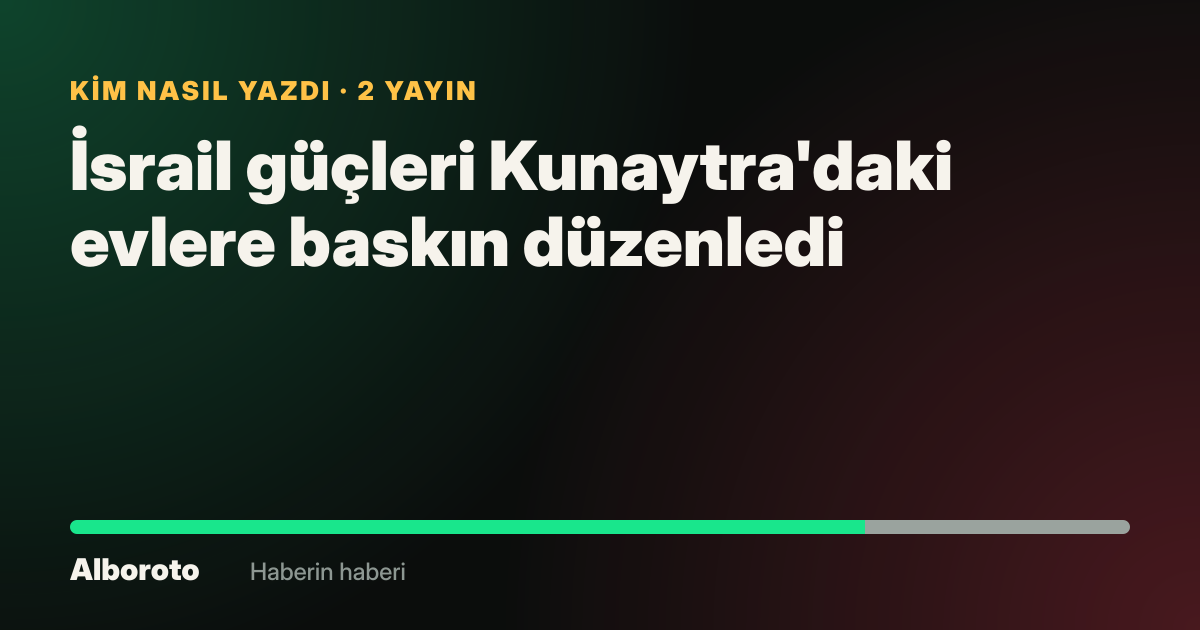 KİM NASIL YAZDI · 2 YAYIN
İsrail güçleri Kunaytra'daki
evlere baskın düzenledi
Alboroto
Haberin haberi